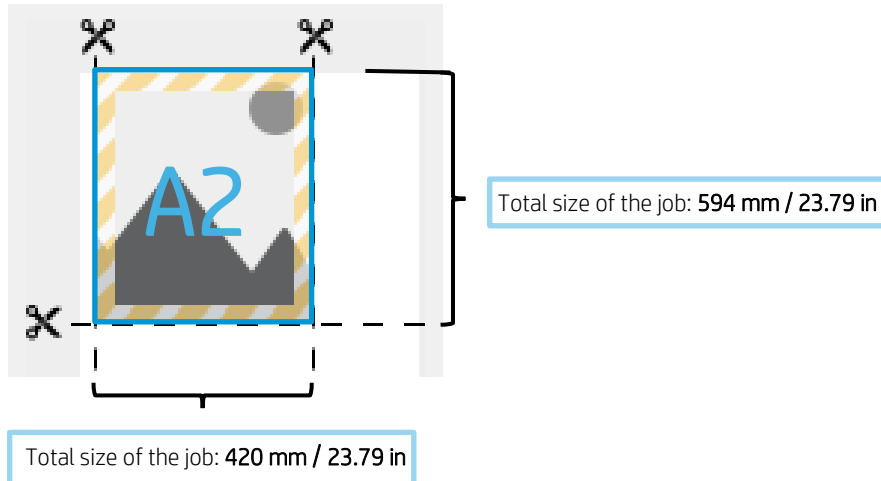 A2
Total size of the job: 594 mm / 23.79 in
Total size of the job: 420 mm / 23.79 in